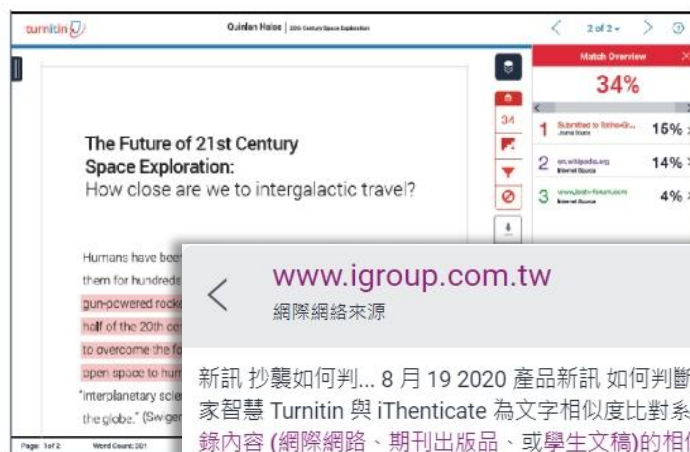 turnitin
Quinlan Haise | 20th Century Space Exploration
2 of 2
Match Overview
34%
34
1 15%
Submitted to
2 en.wikipedia.org 14%
Internet Source
3 4%
Internet Source
The Future of 21st Century
Space Exploration:
How close are we to intergalactic travel?
Humans have bee
them for hundreds
gun-powered rock
half of the 20th ce
to overcome the fo
open space to hum
"interplanetary scie
the globe." (Swiger
Page: 1 of 2 Word Count: 301
www.igroup.com.tw
網際網絡來源
新訊 抄襲如何判... 8 月 19 2020 產品新訊 如何判斷
家智慧 Turnitin 與 iThenticate 為文字相似度比對系
錄內容 (網際網路、期刊出版品、或學生文稿)的相似